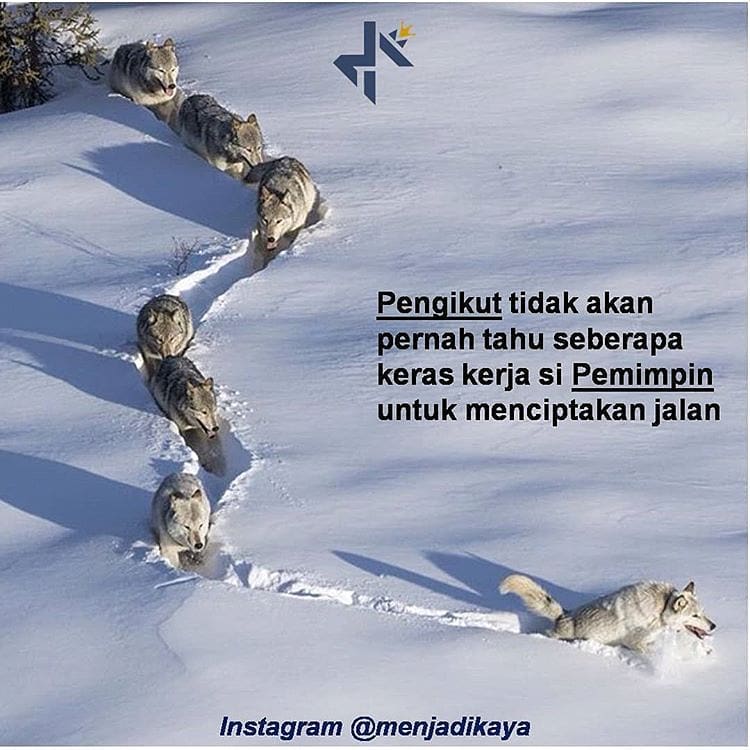 Pengikut tidak akan
pernah tahu seberapa
keras kerja si Pemimpin
untuk menciptakan jalan
Instagram @menjadikaya